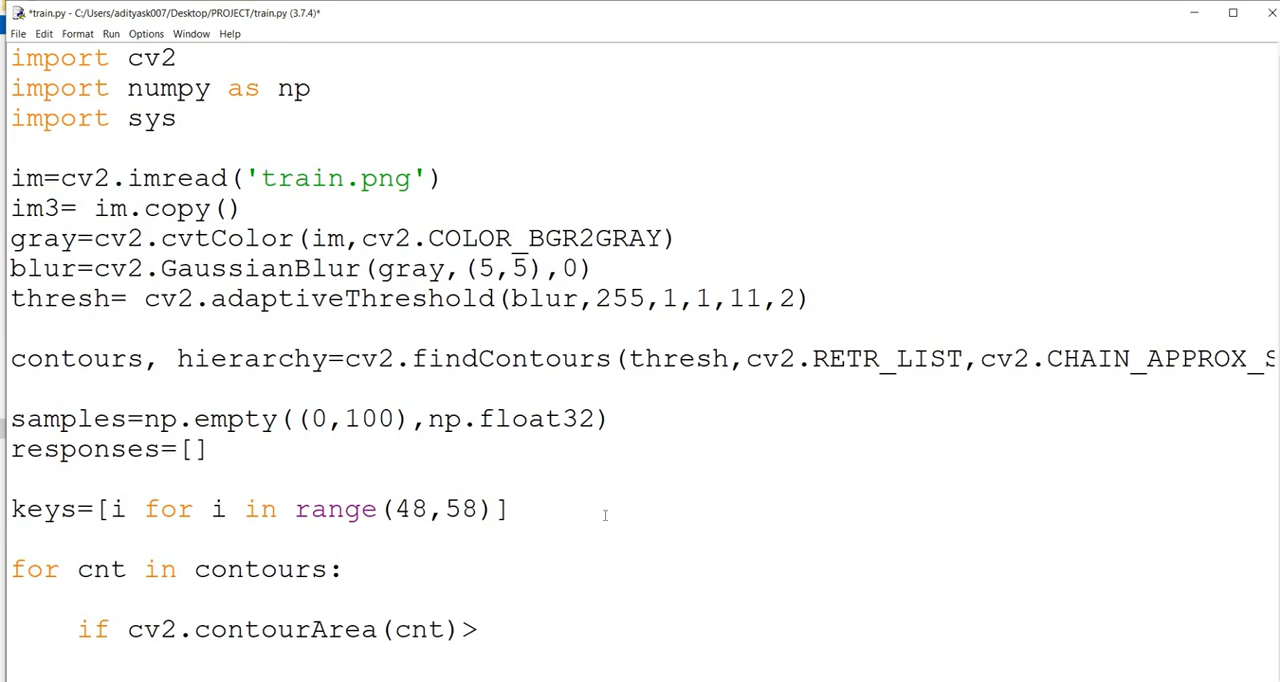 *train.py - C:/Users/adityask007/Desktop/PROJECT/train.py (3.7.4)*
File Edit Format Run Options Window Help
import cv2
import numpy as np
import sys
im=cv2.imread('train.png')
im3= im.copy()
gray=cv2.cvtColor(im,cv2.COLOR_BGR2GRAY)
blur=cv2.GaussianBlur(gray,(5,5),0)
thresh= cv2.adaptiveThreshold(blur,255,1,1,11,2)
contours, hierarchy=cv2.findContours(thresh,cv2.RETR_LIST,cv2.CHAIN_APPROX_S
samples=np.empty((0,100),np.float32)
responses=[]
keys=[i for i in range(48,58)]
for cnt in contours:
    if cv2.contourArea(cnt)>